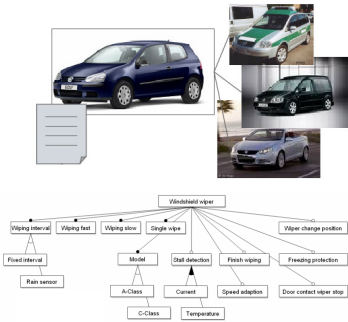 Windshield wiper
Wiping interval
Wiping fast
Wiping slow
Single wipe
Wiper change position
Fixed interval
Model
Stall detection
Finish wiping
Freezing protection
Rain sensor
A-Class
Current
Speed adaption
Door contact wiper stop
C-Class
Temperature